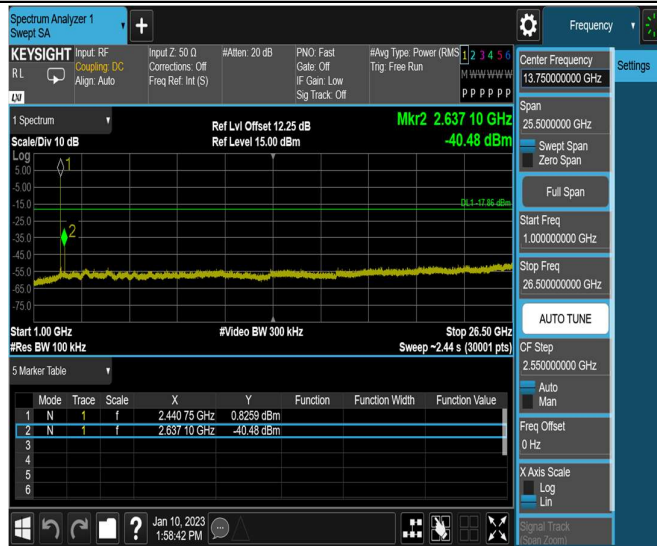 Spectrum Analyzer 1
Swept SA
Frequency
KEYSIGHT
RL
LXI
Input: RF
Coupling: DC
Align: Auto
Input Z: 50 Ω
Corrections: Off
Freq Ref: Int (S)
#Atten: 20 dB
PNO: Fast
Gate: Off
IF Gain: Low
Sig Track: Off
#Avg Type: Power (RMS
Trig: Free Run
1 2 3 4 5 6
M W W W W W
P P P P P P
Center Frequency
13.750000000 GHz
Settings
Span
25.5000000 GHz
Swept Span
Zero Span
Full Span
Start Freq
1.000000000 GHz
Stop Freq
26.500000000 GHz
AUTO TUNE
CF Step
2.550000000 GHz
Auto
Man
Freq Offset
0 Hz
X Axis Scale
Log
Lin
Signal Track
(Span Zoom)
1 Spectrum
Scale/Div 10 dB
Ref Lvl Offset 12.25 dB
Ref Level 15.00 dBm
Mkr2 2.637 10 GHz
-40.48 dBm
Log
5.00
-5.00
-15.0
-25.0
-35.0
-45.0
-55.0
-65.0
-75.0
1
2
DL1 -17.86 dBm
Start 1.00 GHz
#Res BW 100 kHz
#Video BW 300 kHz
Stop 26.50 GHz
Sweep ~2.44 s (30001 pts)
5 Marker Table
Mode Trace Scale X Y Function Function Width Function Value
1 N 1 f 2.440 75 GHz 0.8259 dBm
2 N 1 f 2.637 10 GHz -40.48 dBm
3
4
5
6
?
Jan 10, 2023
1:58:42 PM